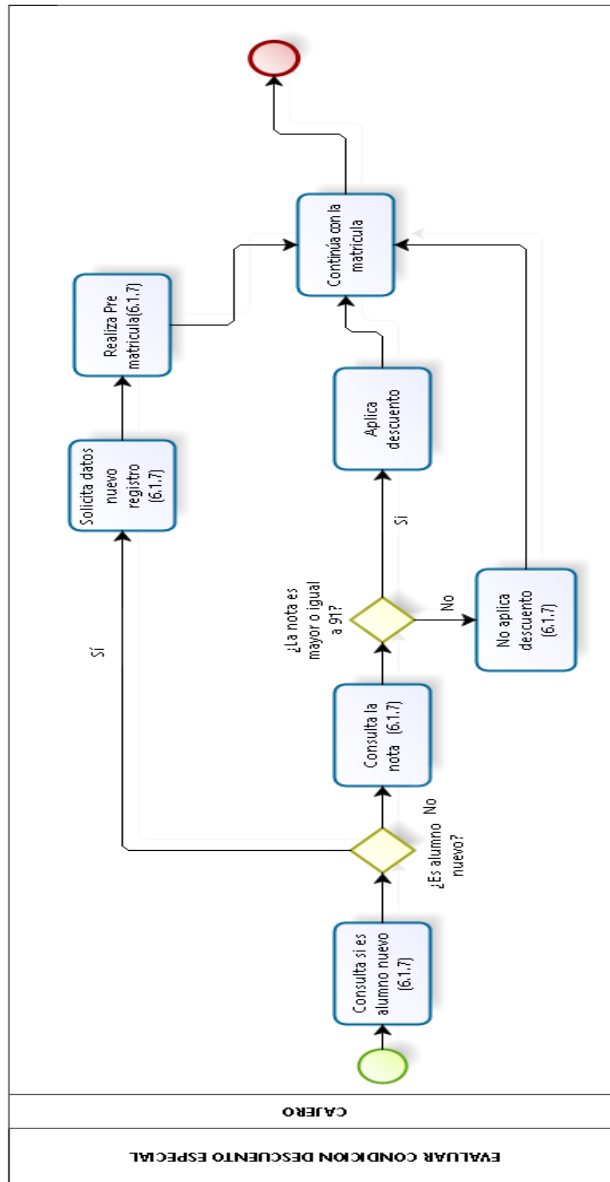 EVALUAR CONDICION DESCUENTO ESPECIAL
CAJERO
Consulta si es
alumno nuevo
(6.1.7)
¿Es alumno
nuevo?
Sí
Solicita datos
nuevo
registro
(6.1.7)
Realiza Pre
matricula(6.1.7)
No
Consulta la
nota (6.1.7)
¿La nota es
mayor o igual
a 91?
Si
Aplica
descuento
No
No aplica
descuento
(6.1.7)
Continúa con la
matricula